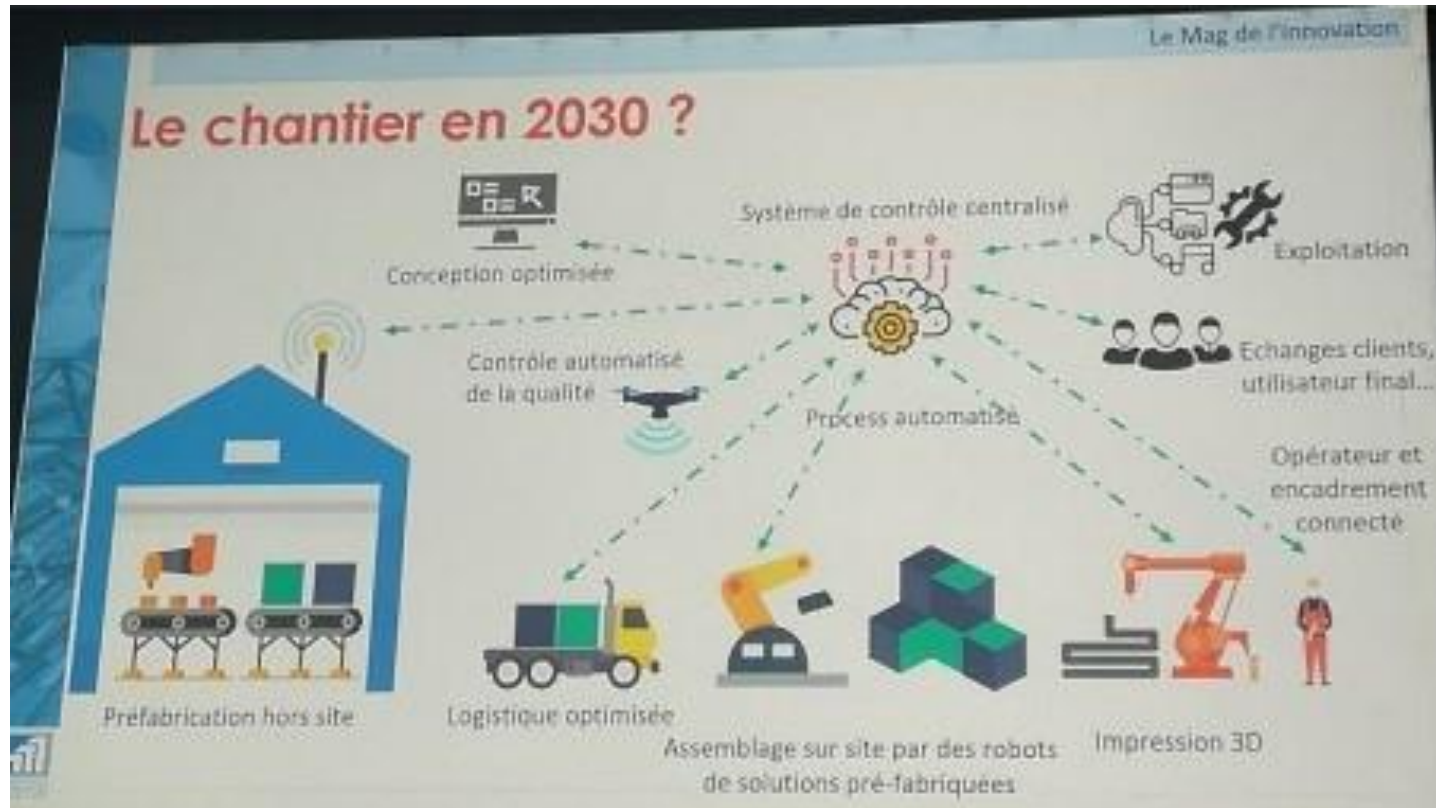 Le Mag de l'innovation
Le chantier en 2030 ?
Système de contrôle centralisé
Conception optimisée
Exploitation
Contrôle automatisé
de la qualité
Echanges clients,
utilisateur final...
Process automatisé
Opérateur et
encadrement
connecté
Préfabrication hors site
Logistique optimisée
Assemblage sur site par des robots
de solutions pré-fabriquées
Impression 3D